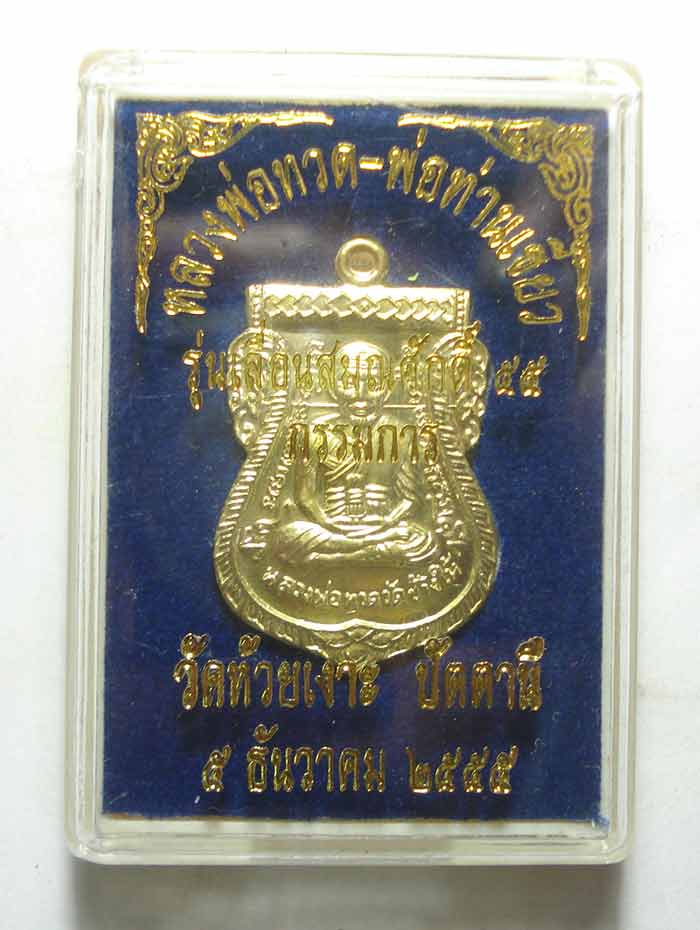 หลวงพ่อทวด-พ่อท่านเขียว
รุ่นเลื่อนสมณศักดิ์ ๕๕
กรรมการ
หลวงพ่อทวดวัดช้างให้
วัดห้วยเงาะ ปัตตานี
๕ ธันวาคม ๒๕๕๕